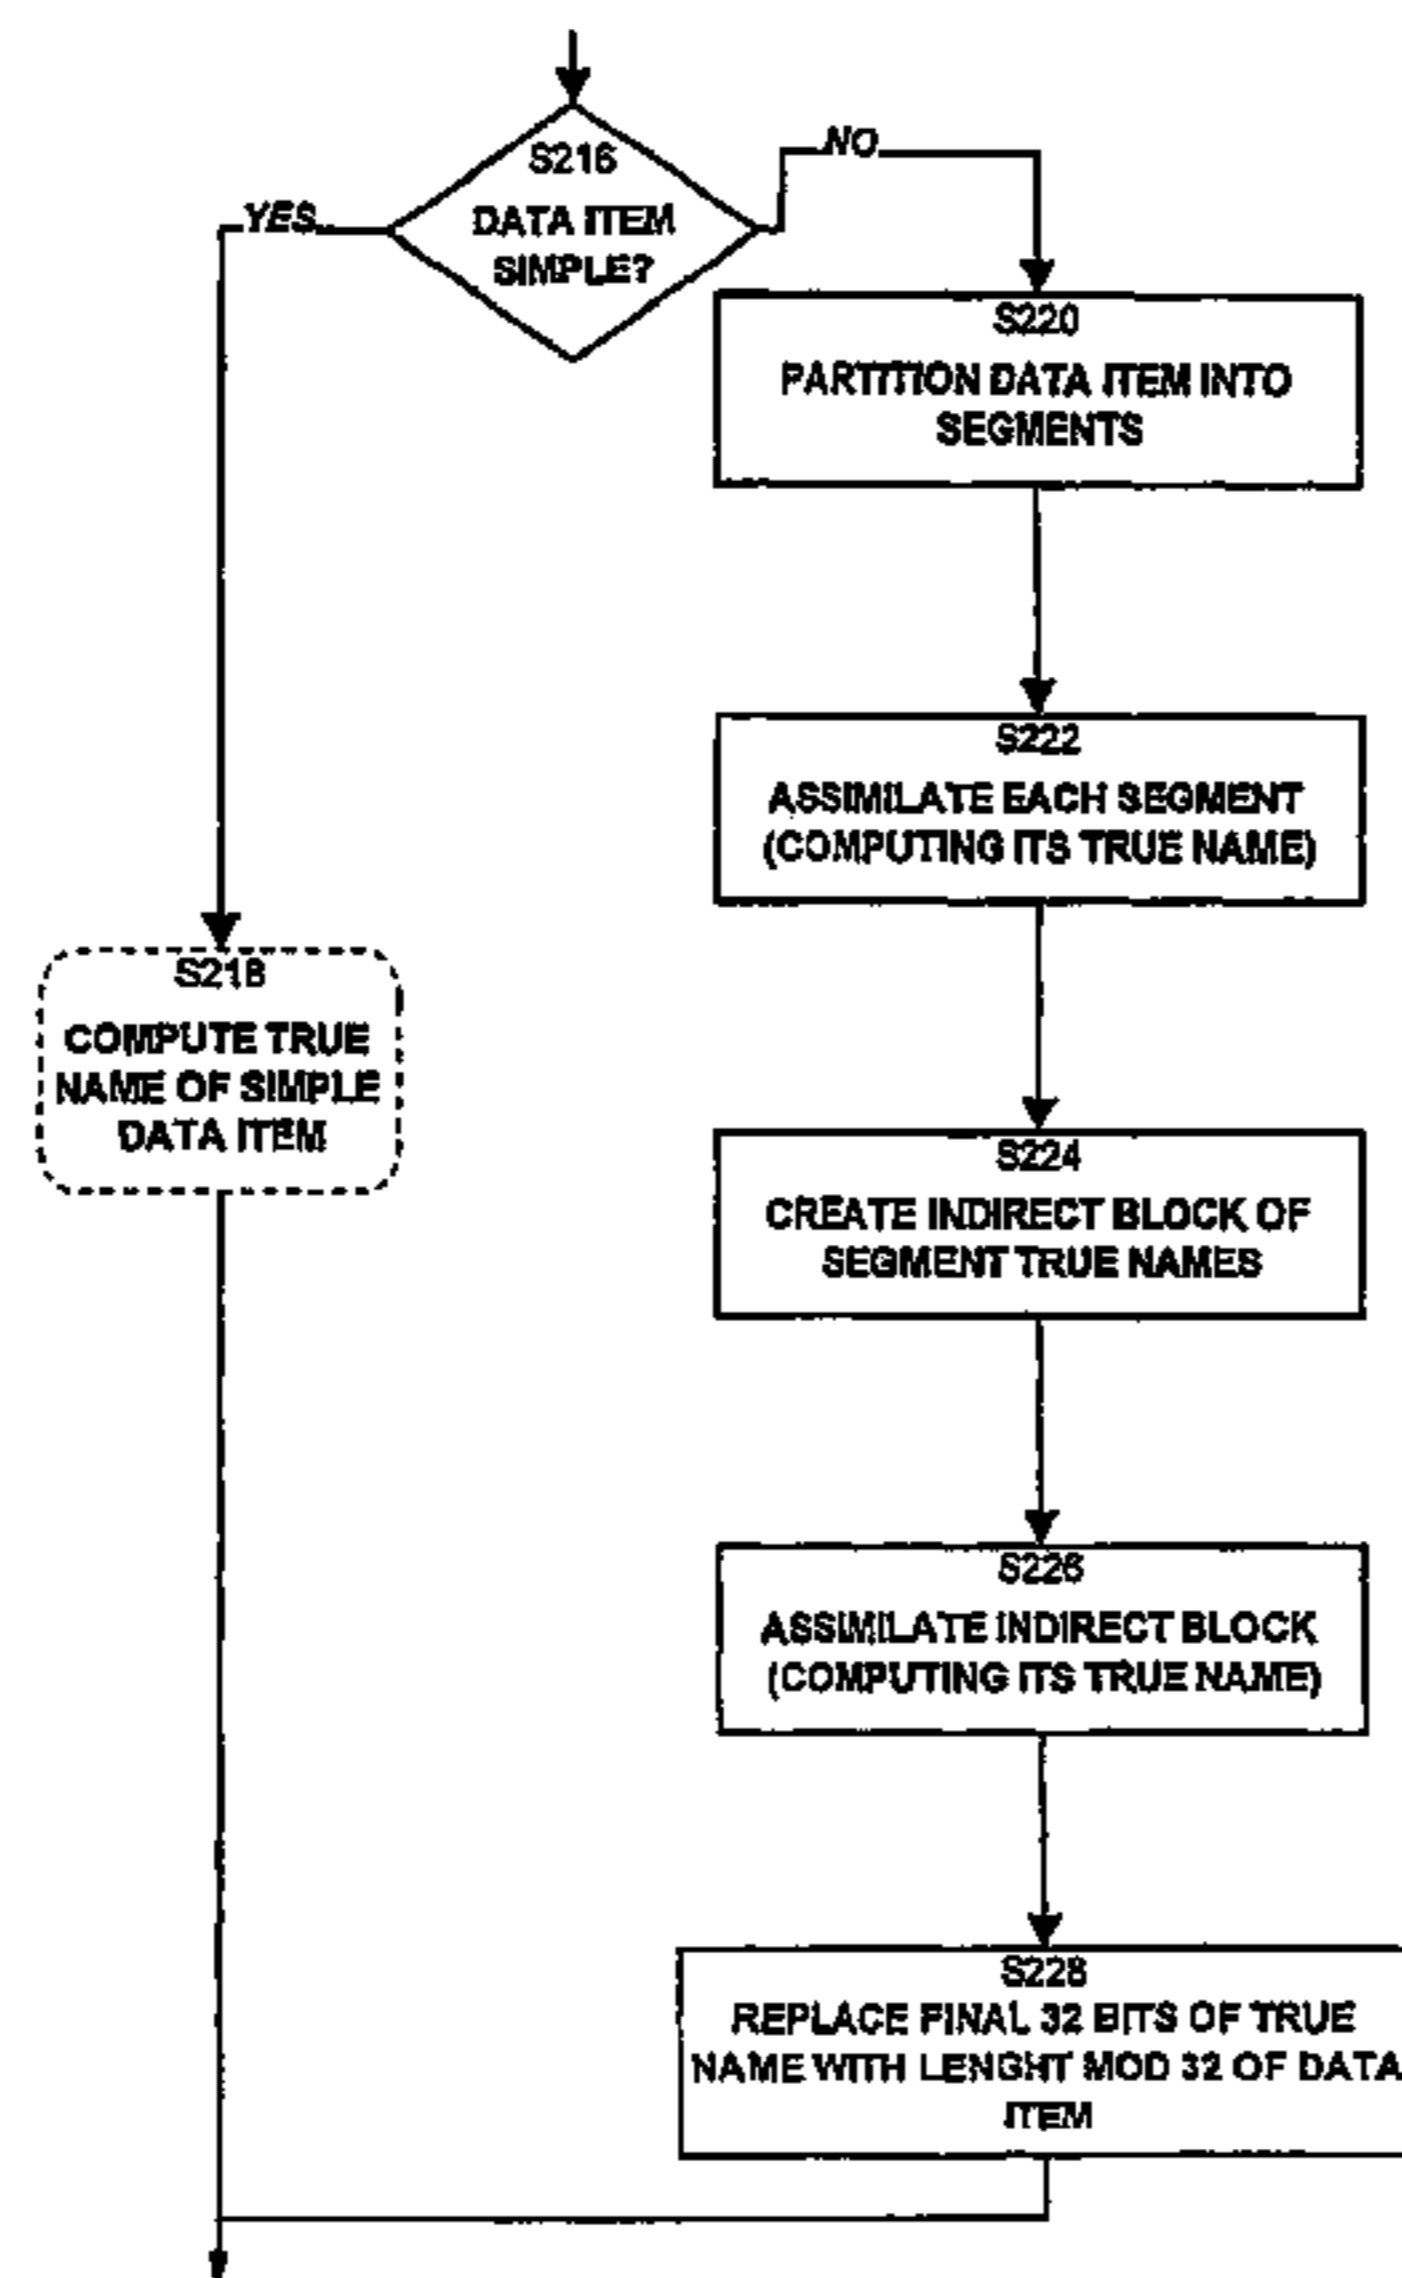 S216
DATA ITEM
SIMPLE?
YES
NO
S220
PARTITION DATA ITEM INTO
SEGMENTS
S222
ASSIMILATE EACH SEGMENT
(COMPUTING ITS TRUE NAME)
S218
COMPUTE TRUE
NAME OF SIMPLE
DATA ITEM
S224
CREATE INDIRECT BLOCK OF
SEGMENT TRUE NAMES
S226
ASSIMILATE INDIRECT BLOCK
(COMPUTING ITS TRUE NAME)
S228
REPLACE FINAL 32 BITS OF TRUE
NAME WITH LENGHT MOD 32 OF DATA
ITEM